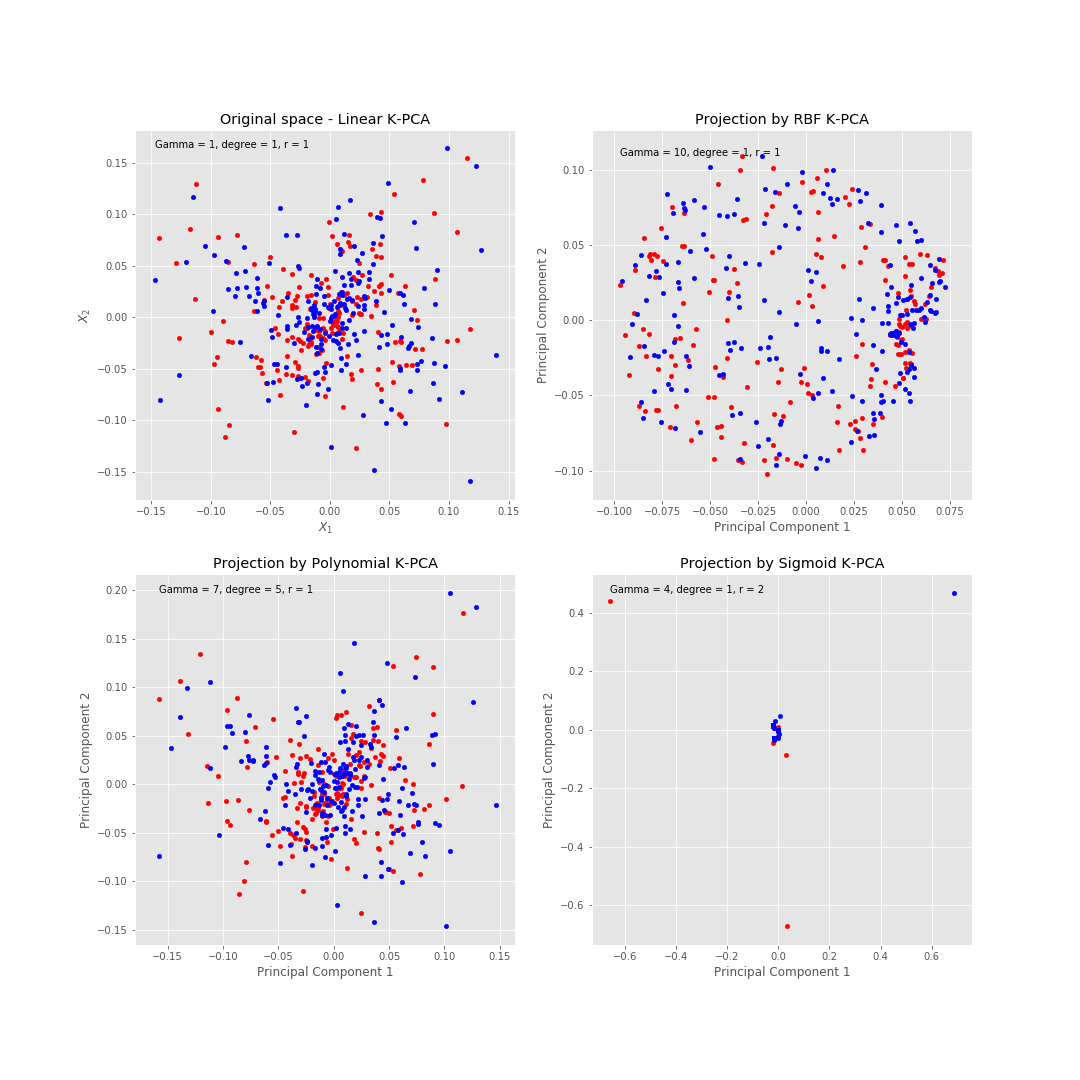 Original space - Linear K-PCA
Gamma = 1, degree = 1, r = 1
0.15
0.10
0.05
0.00
−0.05
−0.10
−0.15
X₂
−0.15 −0.10 −0.05 0.00 0.05 0.10 0.15
X₁
Projection by RBF K-PCA
Gamma = 10, degree = 1, r = 1
0.10
0.05
0.00
−0.05
−0.10
Principal Component 2
−0.100 −0.075 −0.050 −0.025 0.000 0.025 0.050 0.075
Principal Component 1
Projection by Polynomial K-PCA
Gamma = 7, degree = 5, r = 1
0.20
0.15
0.10
0.05
0.00
−0.05
−0.10
−0.15
Principal Component 2
−0.15 −0.10 −0.05 0.00 0.05 0.10 0.15
Principal Component 1
Projection by Sigmoid K-PCA
Gamma = 4, degree = 1, r = 2
0.4
0.2
0.0
−0.2
−0.4
−0.6
Principal Component 2
−0.6 −0.4 −0.2 0.0 0.2 0.4 0.6
Principal Component 1